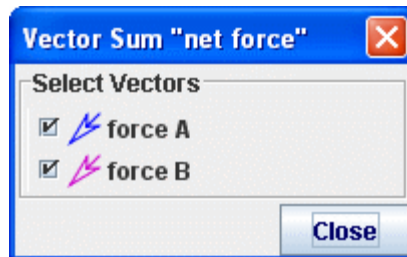 Vector Sum "net force"
Select Vectors
force A
force B
Close